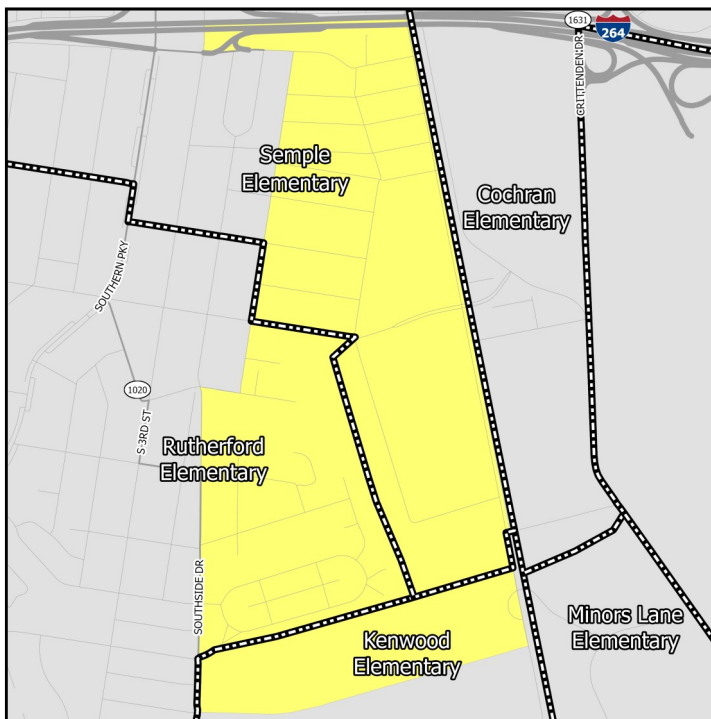 1631
264
CRITTENDEN DR
Semple
Elementary
Cochran
Elementary
SOUTHERN PKY
1020
S 3RD ST
Rutherford
Elementary
SOUTHSIDE DR
Kenwood
Elementary
Minors Lane
Elementary